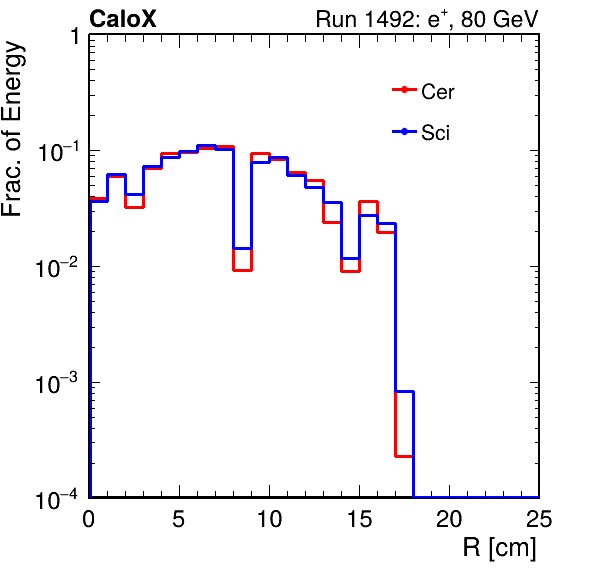 CaloX Run 1492: e⁺, 80 GeV
Frac. of Energy
1
10⁻¹
10⁻²
10⁻³
10⁻⁴
Cer
Sci
0 5 10 15 20 25
R [cm]